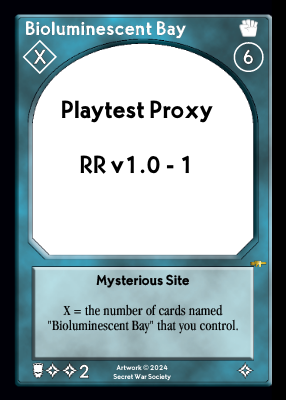 Bioluminescent Bay
X
6
Playtest Proxy
RR v1.0 - 1
Mysterious Site
X = the number of cards named
"Bioluminescent Bay" that you control.
2
Artwork © 2024
Secret War Society